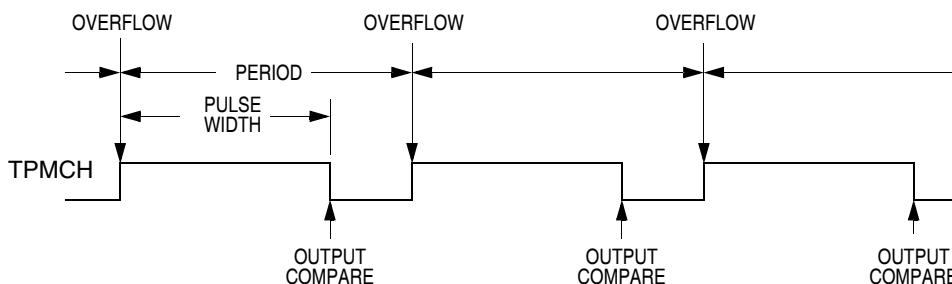 OVERFLOW OVERFLOW OVERFLOW
PERIOD
PULSE
WIDTH
TPMCH
OUTPUT
COMPARE
OUTPUT
COMPARE
OUTPUT
COMPARE